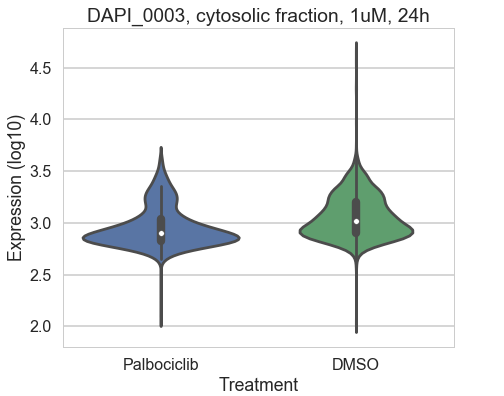 DAPI_0003, cytosolic fraction, 1uM, 24h
Expression (log10)
4.5
4.0
3.5
3.0
2.5
2.0
Palbociclib
DMSO
Treatment